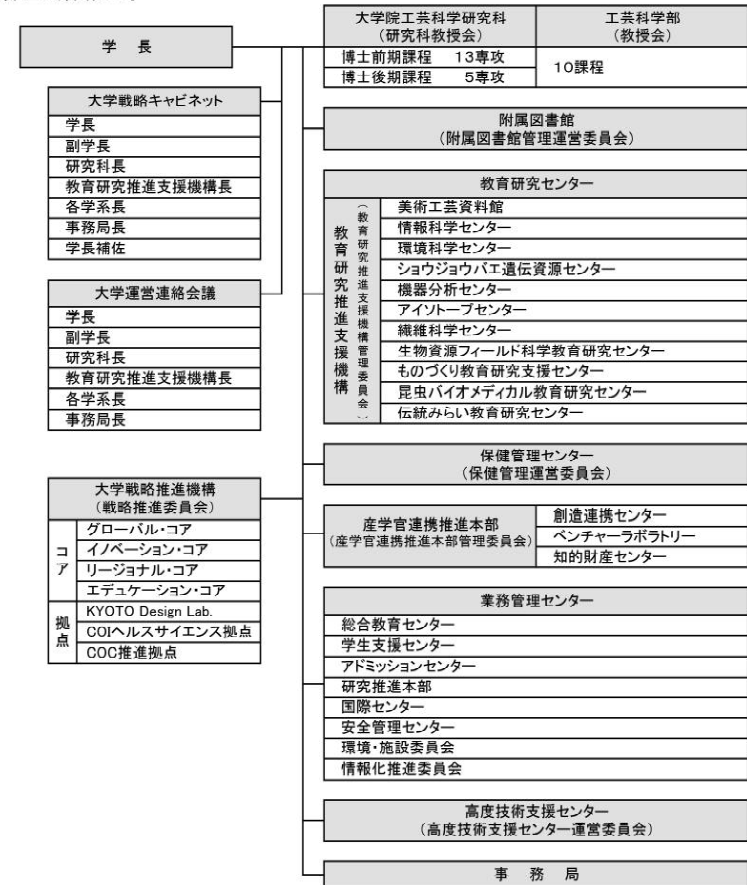 学　長
大学戦略キャビネット
学長
副学長
研究科長
教育研究推進支援機構長
各学系長
事務局長
学長補佐
大学運営連絡会議
学長
副学長
研究科長
教育研究推進支援機構長
各学系長
事務局長
大学戦略推進機構
(戦略推進委員会)
コア
グローバル・コア
イノベーション・コア
リージョナル・コア
エデュケーション・コア
拠点
KYOTO Design Lab.
COIヘルスサイエンス拠点
COC推進拠点
大学院工芸科学研究科
(研究科教授会)
博士前期課程　13専攻
博士後期課程　5専攻
工芸科学部
(教授会)
10課程
附属図書館
(附属図書館管理運営委員会)
教育研究センター
教育研究推進支援機構
(教育研究推進支援機構管理委員会)
美術工芸資料館
情報科学センター
環境科学センター
ショウジョウバエ遺伝資源センター
機器分析センター
アイソトープセンター
繊維科学センター
生物資源フィールド科学教育研究センター
ものづくり教育研究支援センター
昆虫バイオメディカル教育研究センター
伝統みらい教育研究センター
保健管理センター
(保健管理運営委員会)
産学官連携推進本部
(産学官連携推進本部管理委員会)
創造連携センター
ベンチャーラボラトリー
知的財産センター
業務管理センター
総合教育センター
学生支援センター
アドミッションセンター
研究推進本部
国際センター
安全管理センター
環境・施設委員会
情報化推進委員会
高度技術支援センター
(高度技術支援センター運営委員会)
事　務　局